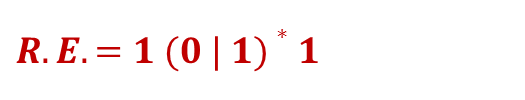 R.E.= 1 (0 | 1)* 1